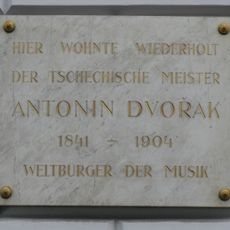 HIER WOHNTE WIEDERHOLT
DER TSCHECHISCHE MEISTER
ANTONIN DVOŘAK
1841 - 1904
WELTBÜRGER DER MUSIK